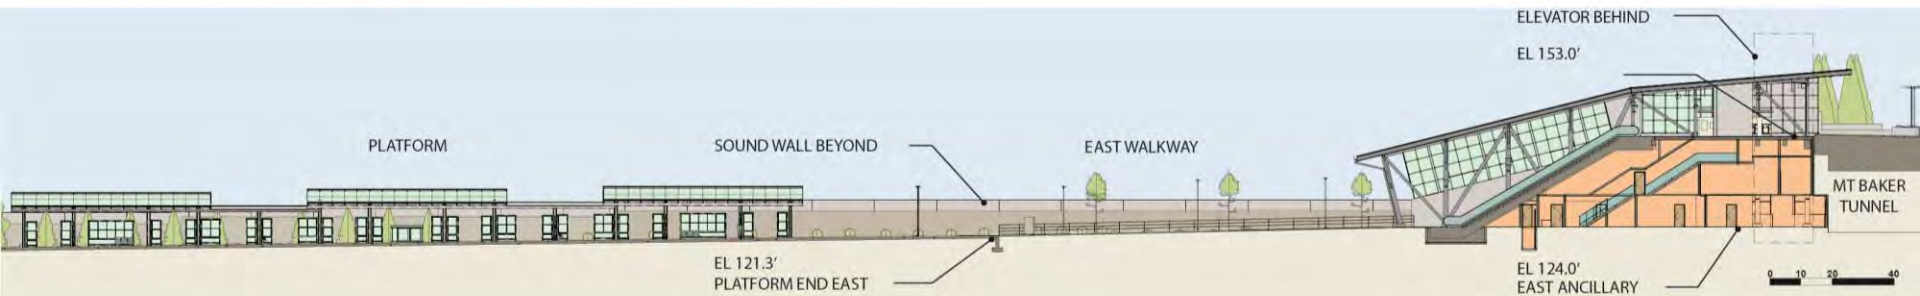 ELEVATOR BEHIND
EL 153.0'
PLATFORM
SOUND WALL BEYOND
EAST WALKWAY
MT BAKER
TUNNEL
EL 121.3'
PLATFORM END EAST
EL 124.0'
EAST ANCILLARY
0 10 20 40